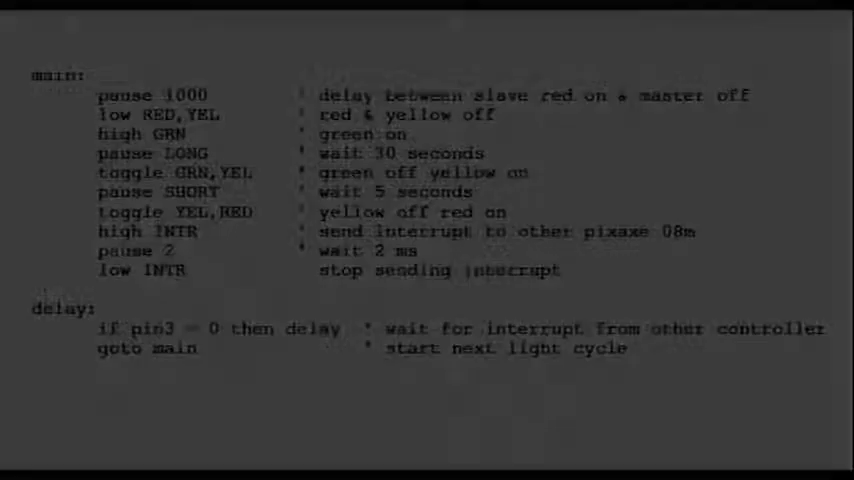 main:
pause 1000 ' delay between slave red on & master off
low RED,YEL ' red & yellow off
high GRN ' green on
pause LONG ' wait 30 seconds
toggle GRN,YEL ' green off yellow on
pause SHORT ' wait 5 seconds
toggle YEL,RED ' yellow off red on
high INTR ' send interrupt to other pixaxe 08m
pause 2 ' wait 2 ms
low INTR stop sending interrupt
delay:
if pin3 = 0 then delay ' wait for interrupt from other controller
goto main ' start next light cycle